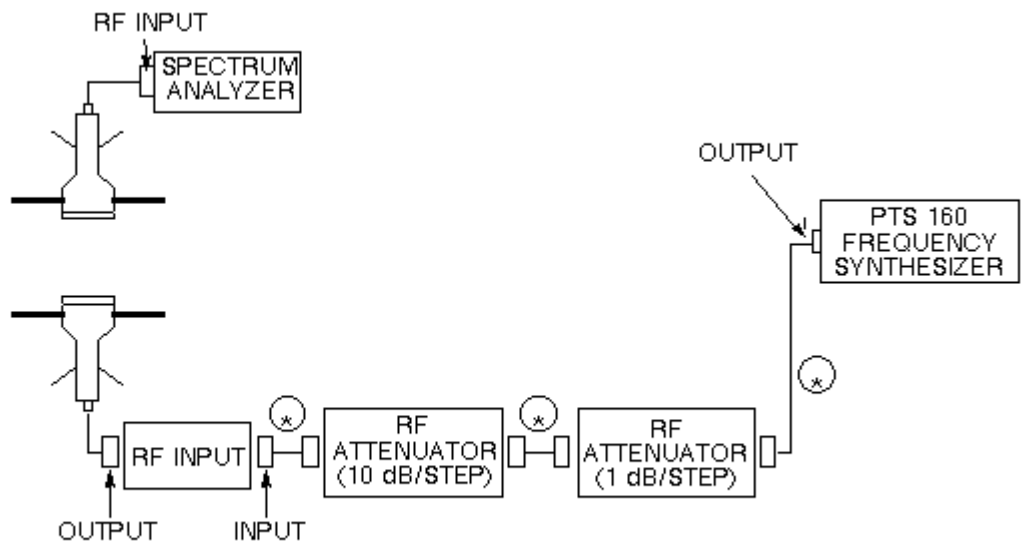 RF INPUT
SPECTRUM
ANALYZER
OUTPUT
PTS 160
FREQUENCY
SYNTHESIZER
*
*
*
RF
ATTENUATOR
(10 dB/STEP)
RF
ATTENUATOR
(1 dB/STEP)
RF INPUT
OUTPUT
INPUT